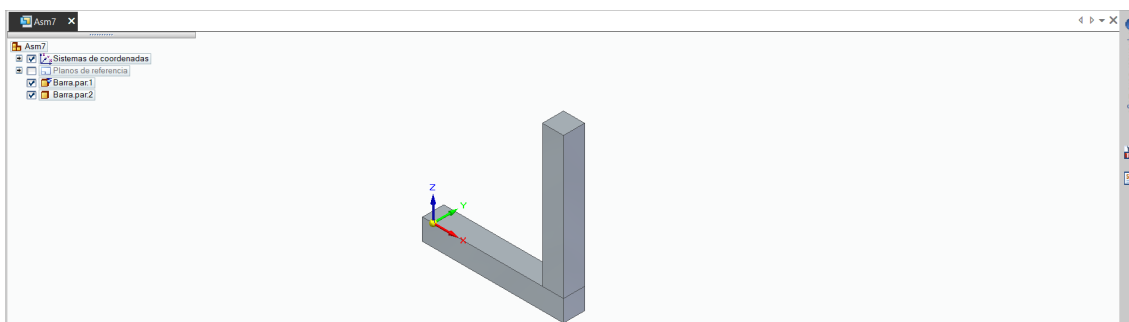 Asm7
Asm7
Sistemas de coordenadas
Planos de referencia
Barra.par:1
Barra.par:2
Z
Y
X